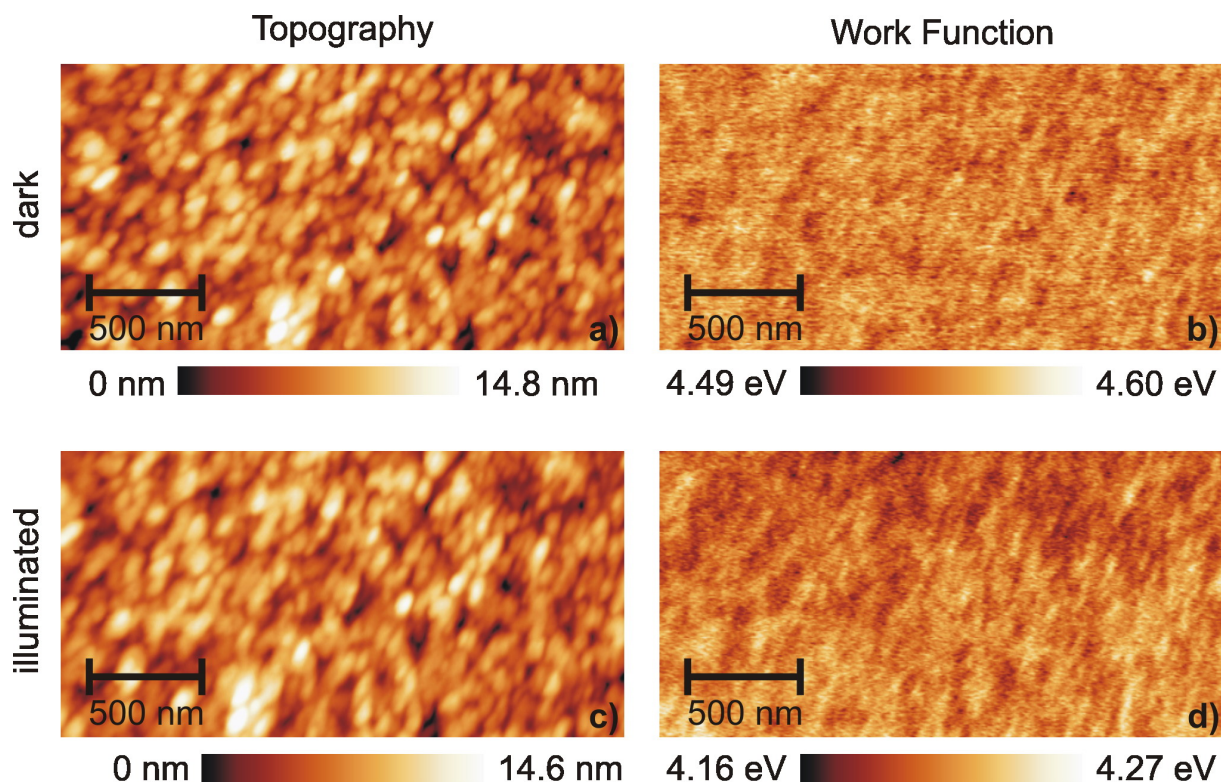 Topography
Work Function
dark
500 nm
a)
500 nm
b)
0 nm
14.8 nm
4.49 eV
4.60 eV
illuminated
500 nm
c)
500 nm
d)
0 nm
14.6 nm
4.16 eV
4.27 eV